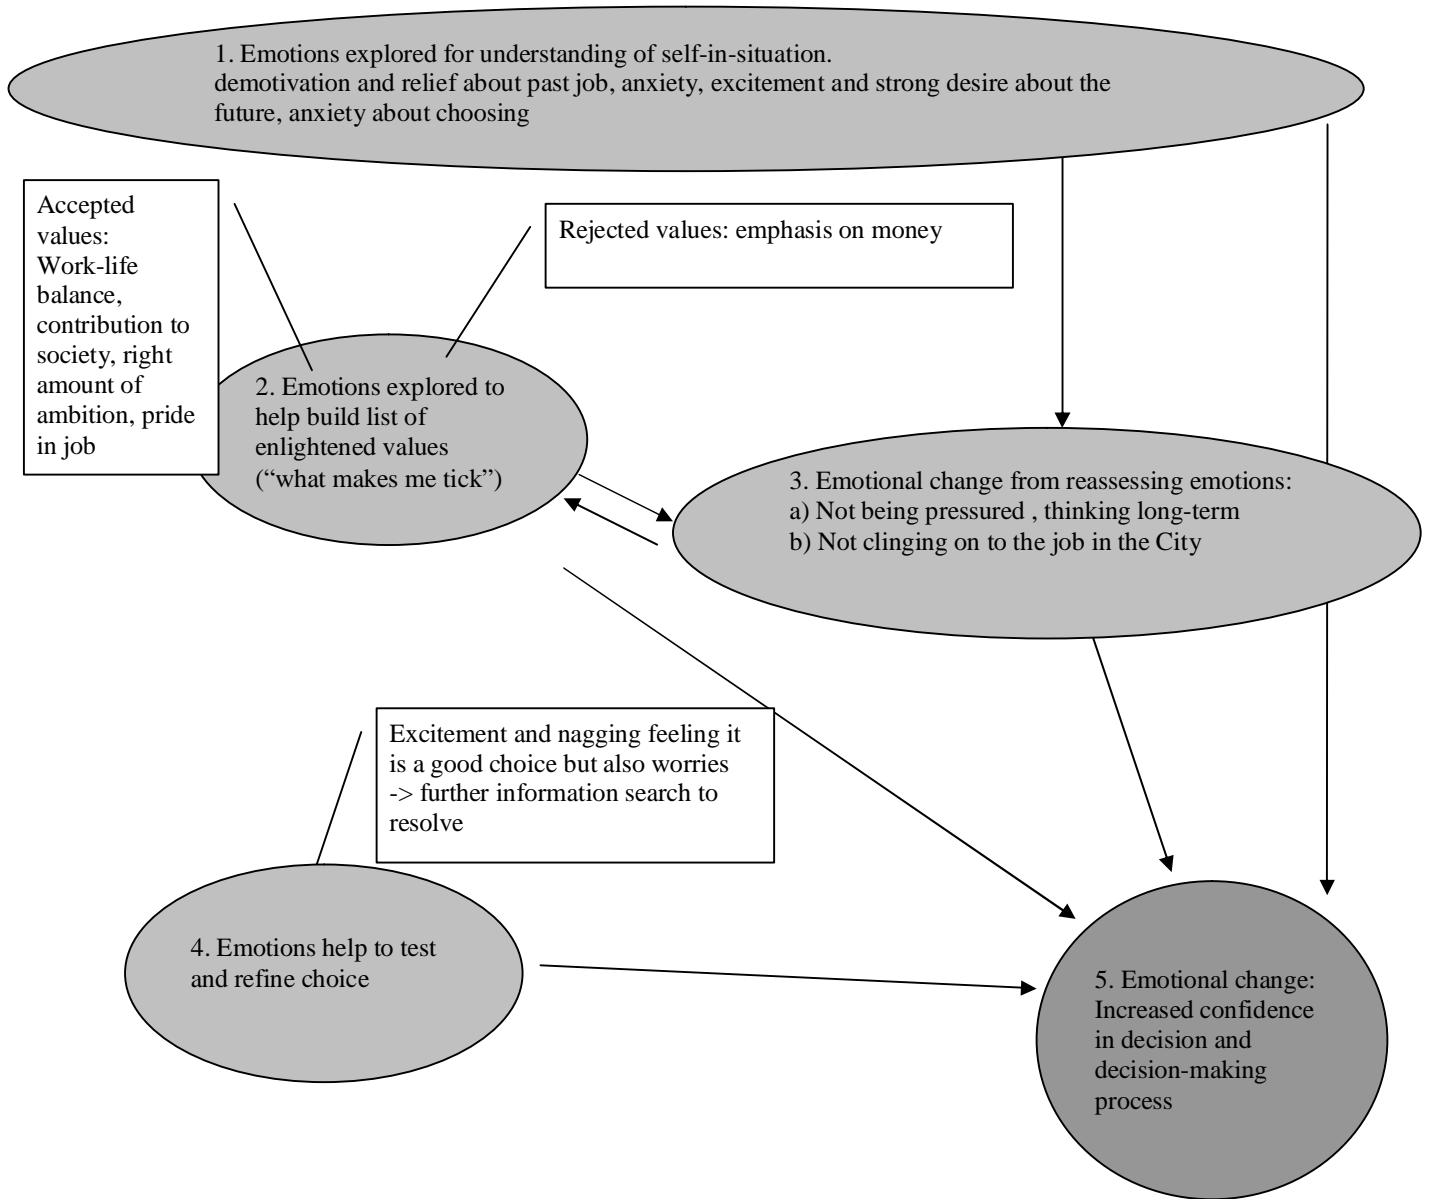 1. Emotions explored for understanding of self-in-situation.
demotivation and relief about past job, anxiety, excitement and strong desire about the
future, anxiety about choosing
Accepted
values:
Work-life
balance,
contribution to
society, right
amount of
ambition, pride
in job
Rejected values: emphasis on money
2. Emotions explored to
help build list of
enlightened values
(“what makes me tick”)
3. Emotional change from reassessing emotions:
a) Not being pressured , thinking long-term
b) Not clinging on to the job in the City
Excitement and nagging feeling it
is a good choice but also worries
-> further information search to
resolve
4. Emotions help to test
and refine choice
5. Emotional change:
Increased confidence
in decision and
decision-making
process